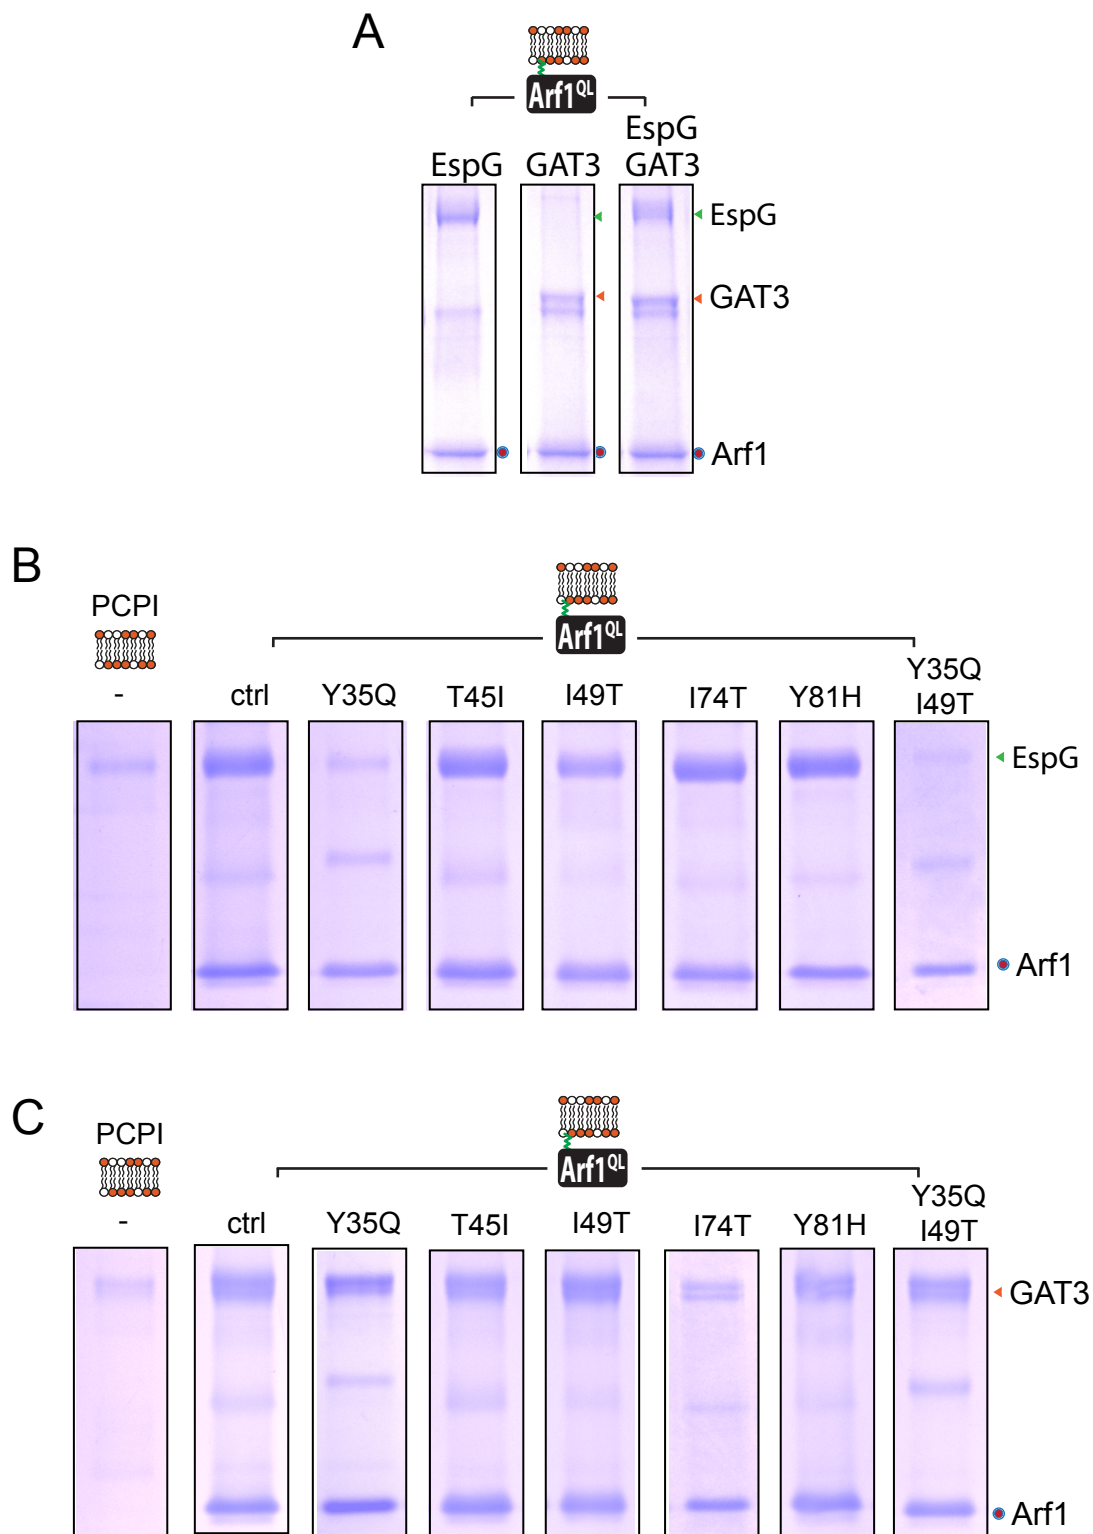 A
Arf1QL
EspG
EspG GAT3 GAT3
EspG
GAT3
Arf1
B
PCPI
Arf1QL
Y35Q
- ctrl Y35Q T45I I49T I74T Y81H I49T
EspG
Arf1
C
PCPI
Arf1QL
Y35Q
- ctrl Y35Q T45I I49T I74T Y81H I49T
GAT3
Arf1